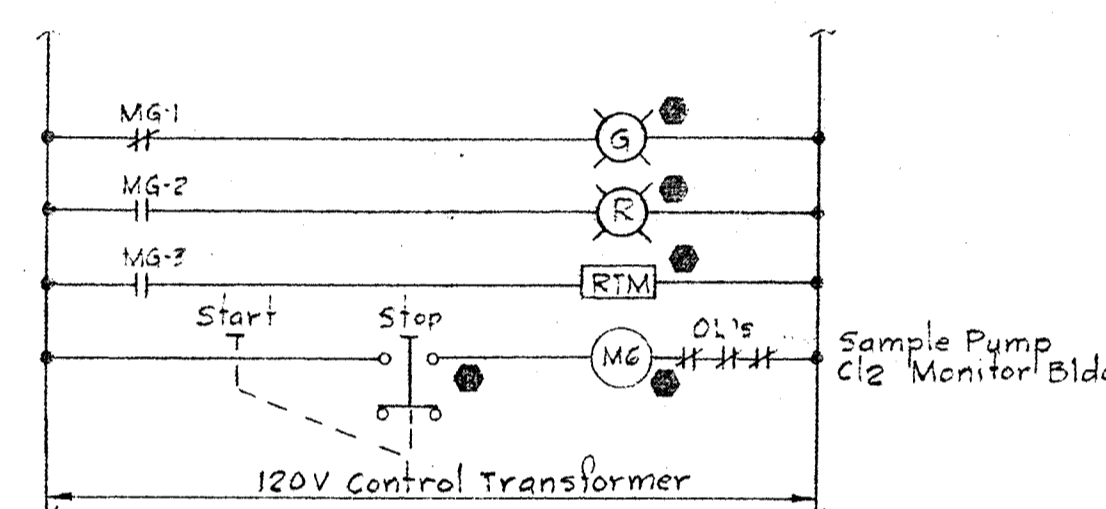 MG-1
G
MG-2
R
MG-3
RTM
Start Stop
M6 OL's
Sample Pump
Cl2 Monitor Bldg
120V Control Transformer